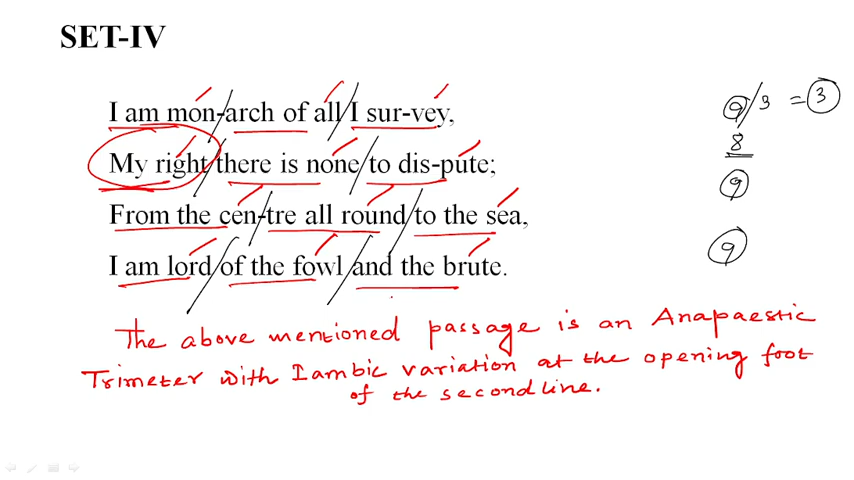 SET-IV
I am mon-/arch of all/I sur-vey, 9/3 = 3
My right/there is none/to dis-pute; 8
From the cen-/tre all round/to the sea, 9
I am lord/of the fowl/and the brute. 9
The above mentioned passage is an Anapaestic
Trimeter with Iambic variation at the opening foot
of the second line.